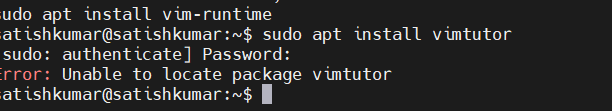 sudo apt install vim-runtime
satishkumar@satishkumar:~$ sudo apt install vimtutor
[sudo: authenticate] Password:
Error: Unable to locate package vimtutor
satishkumar@satishkumar:~$